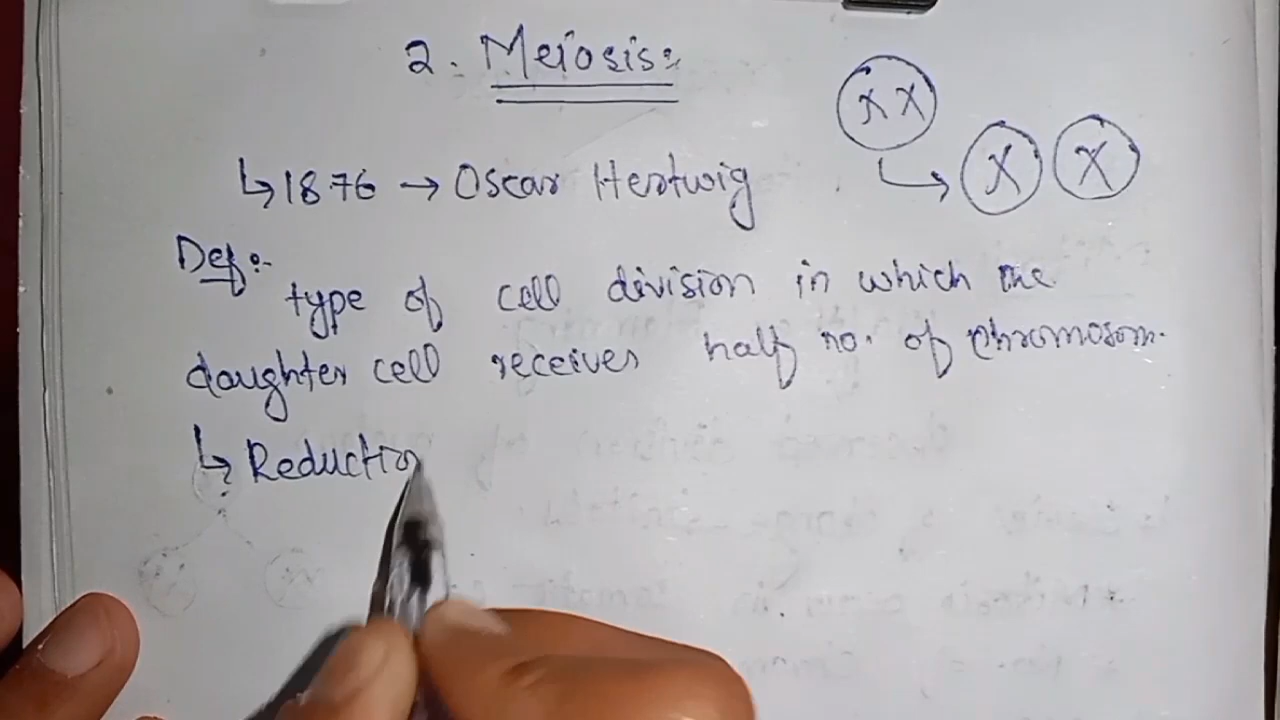 2. Meiosis:
↳ 1876 → Oscar Hertwig
X X
X X
Def:-
type of cell division in which the
daughter cell receives half no. of chromosom.
↳ Reduction